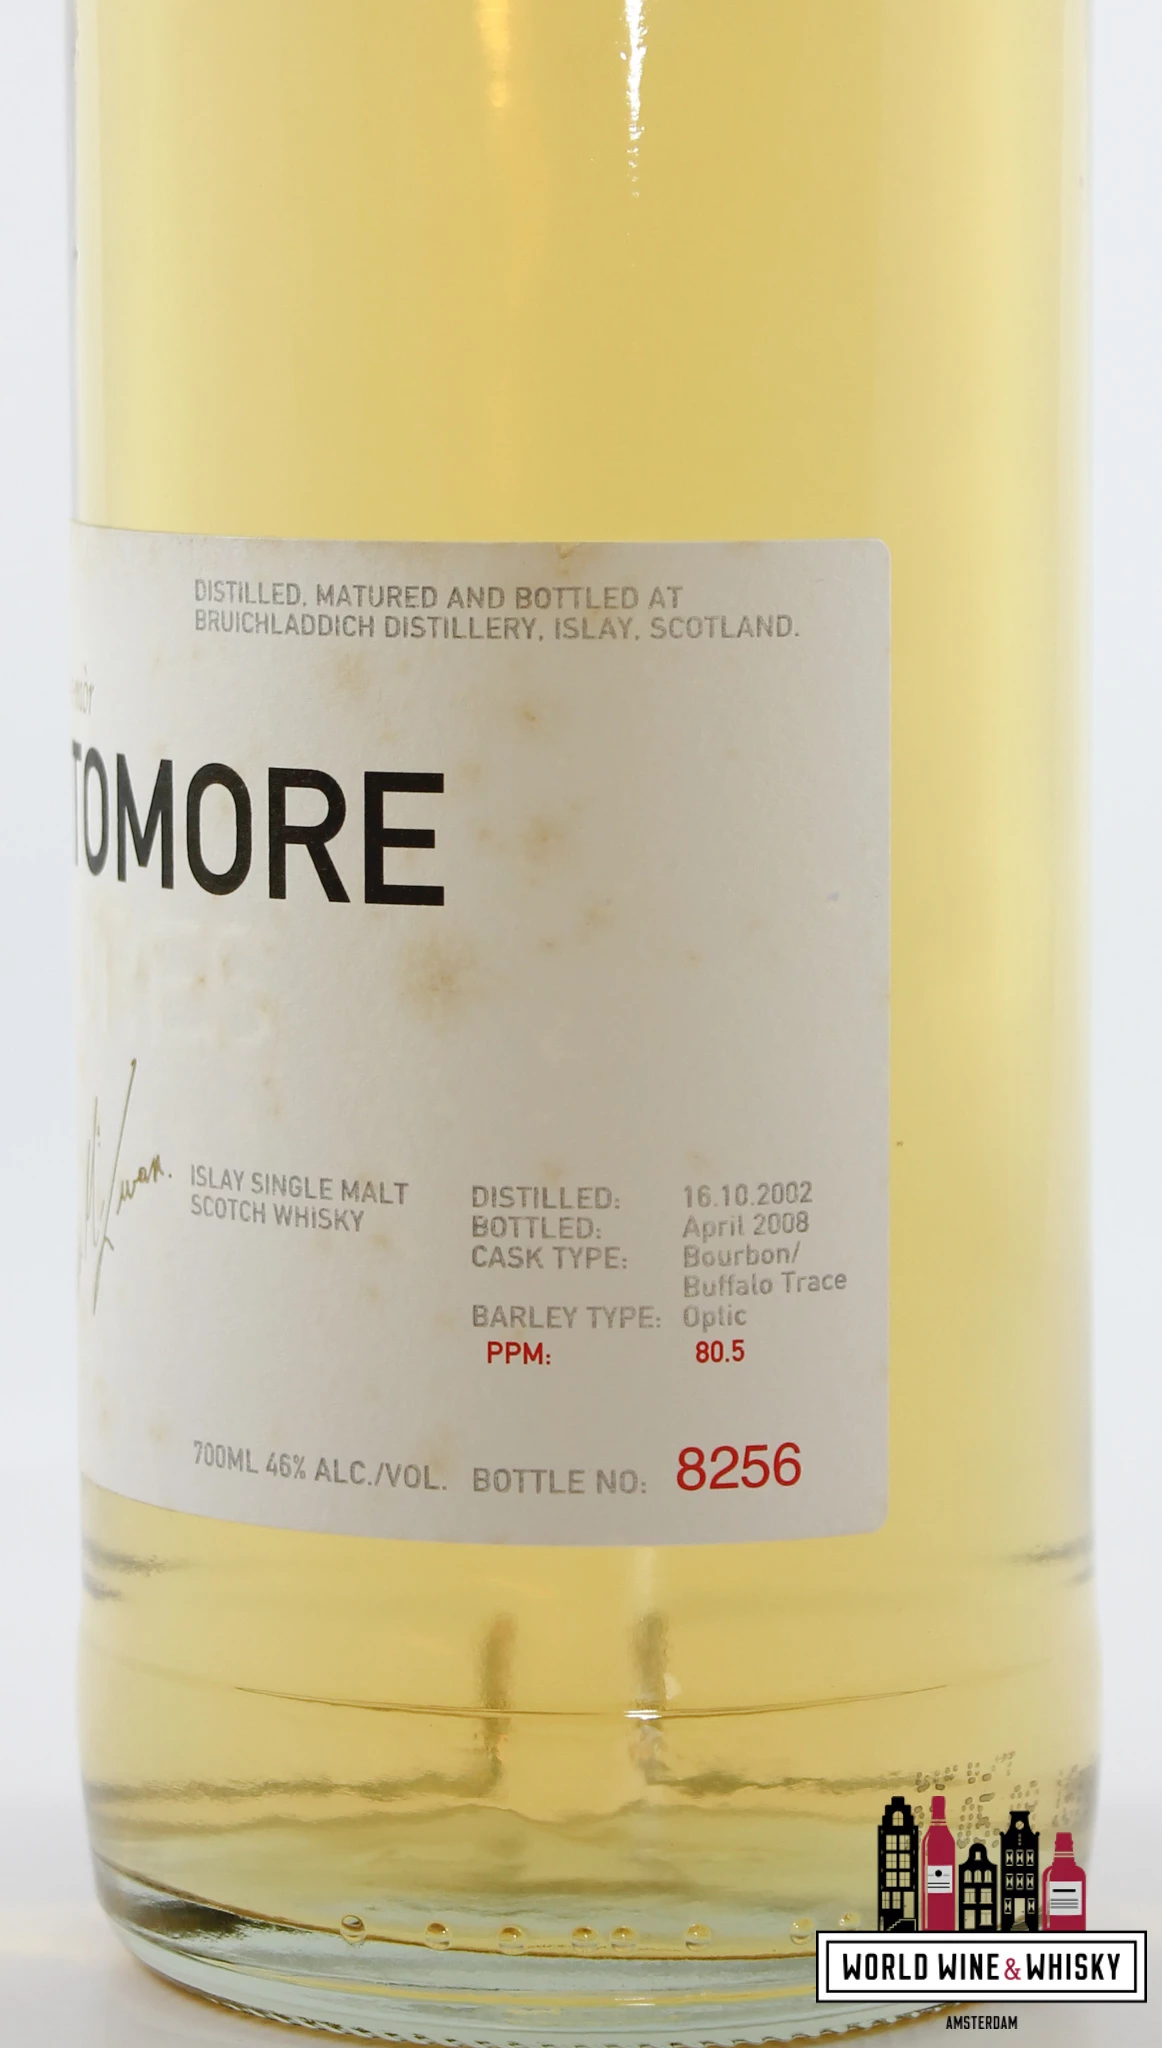 DISTILLED, MATURED AND BOTTLED AT
BRUICHLADDICH DISTILLERY, ISLAY, SCOTLAND.
TOMORE
ISLAY SINGLE MALT
SCOTCH WHISKY
DISTILLED: 16.10.2002
BOTTLED: April 2008
CASK TYPE: Bourbon/
Buffalo Trace
BARLEY TYPE: Optic
PPM: 80.5
700ML 46% ALC./VOL.
BOTTLE NO: 8256
WORLD WINE & WHISKY
AMSTERDAM